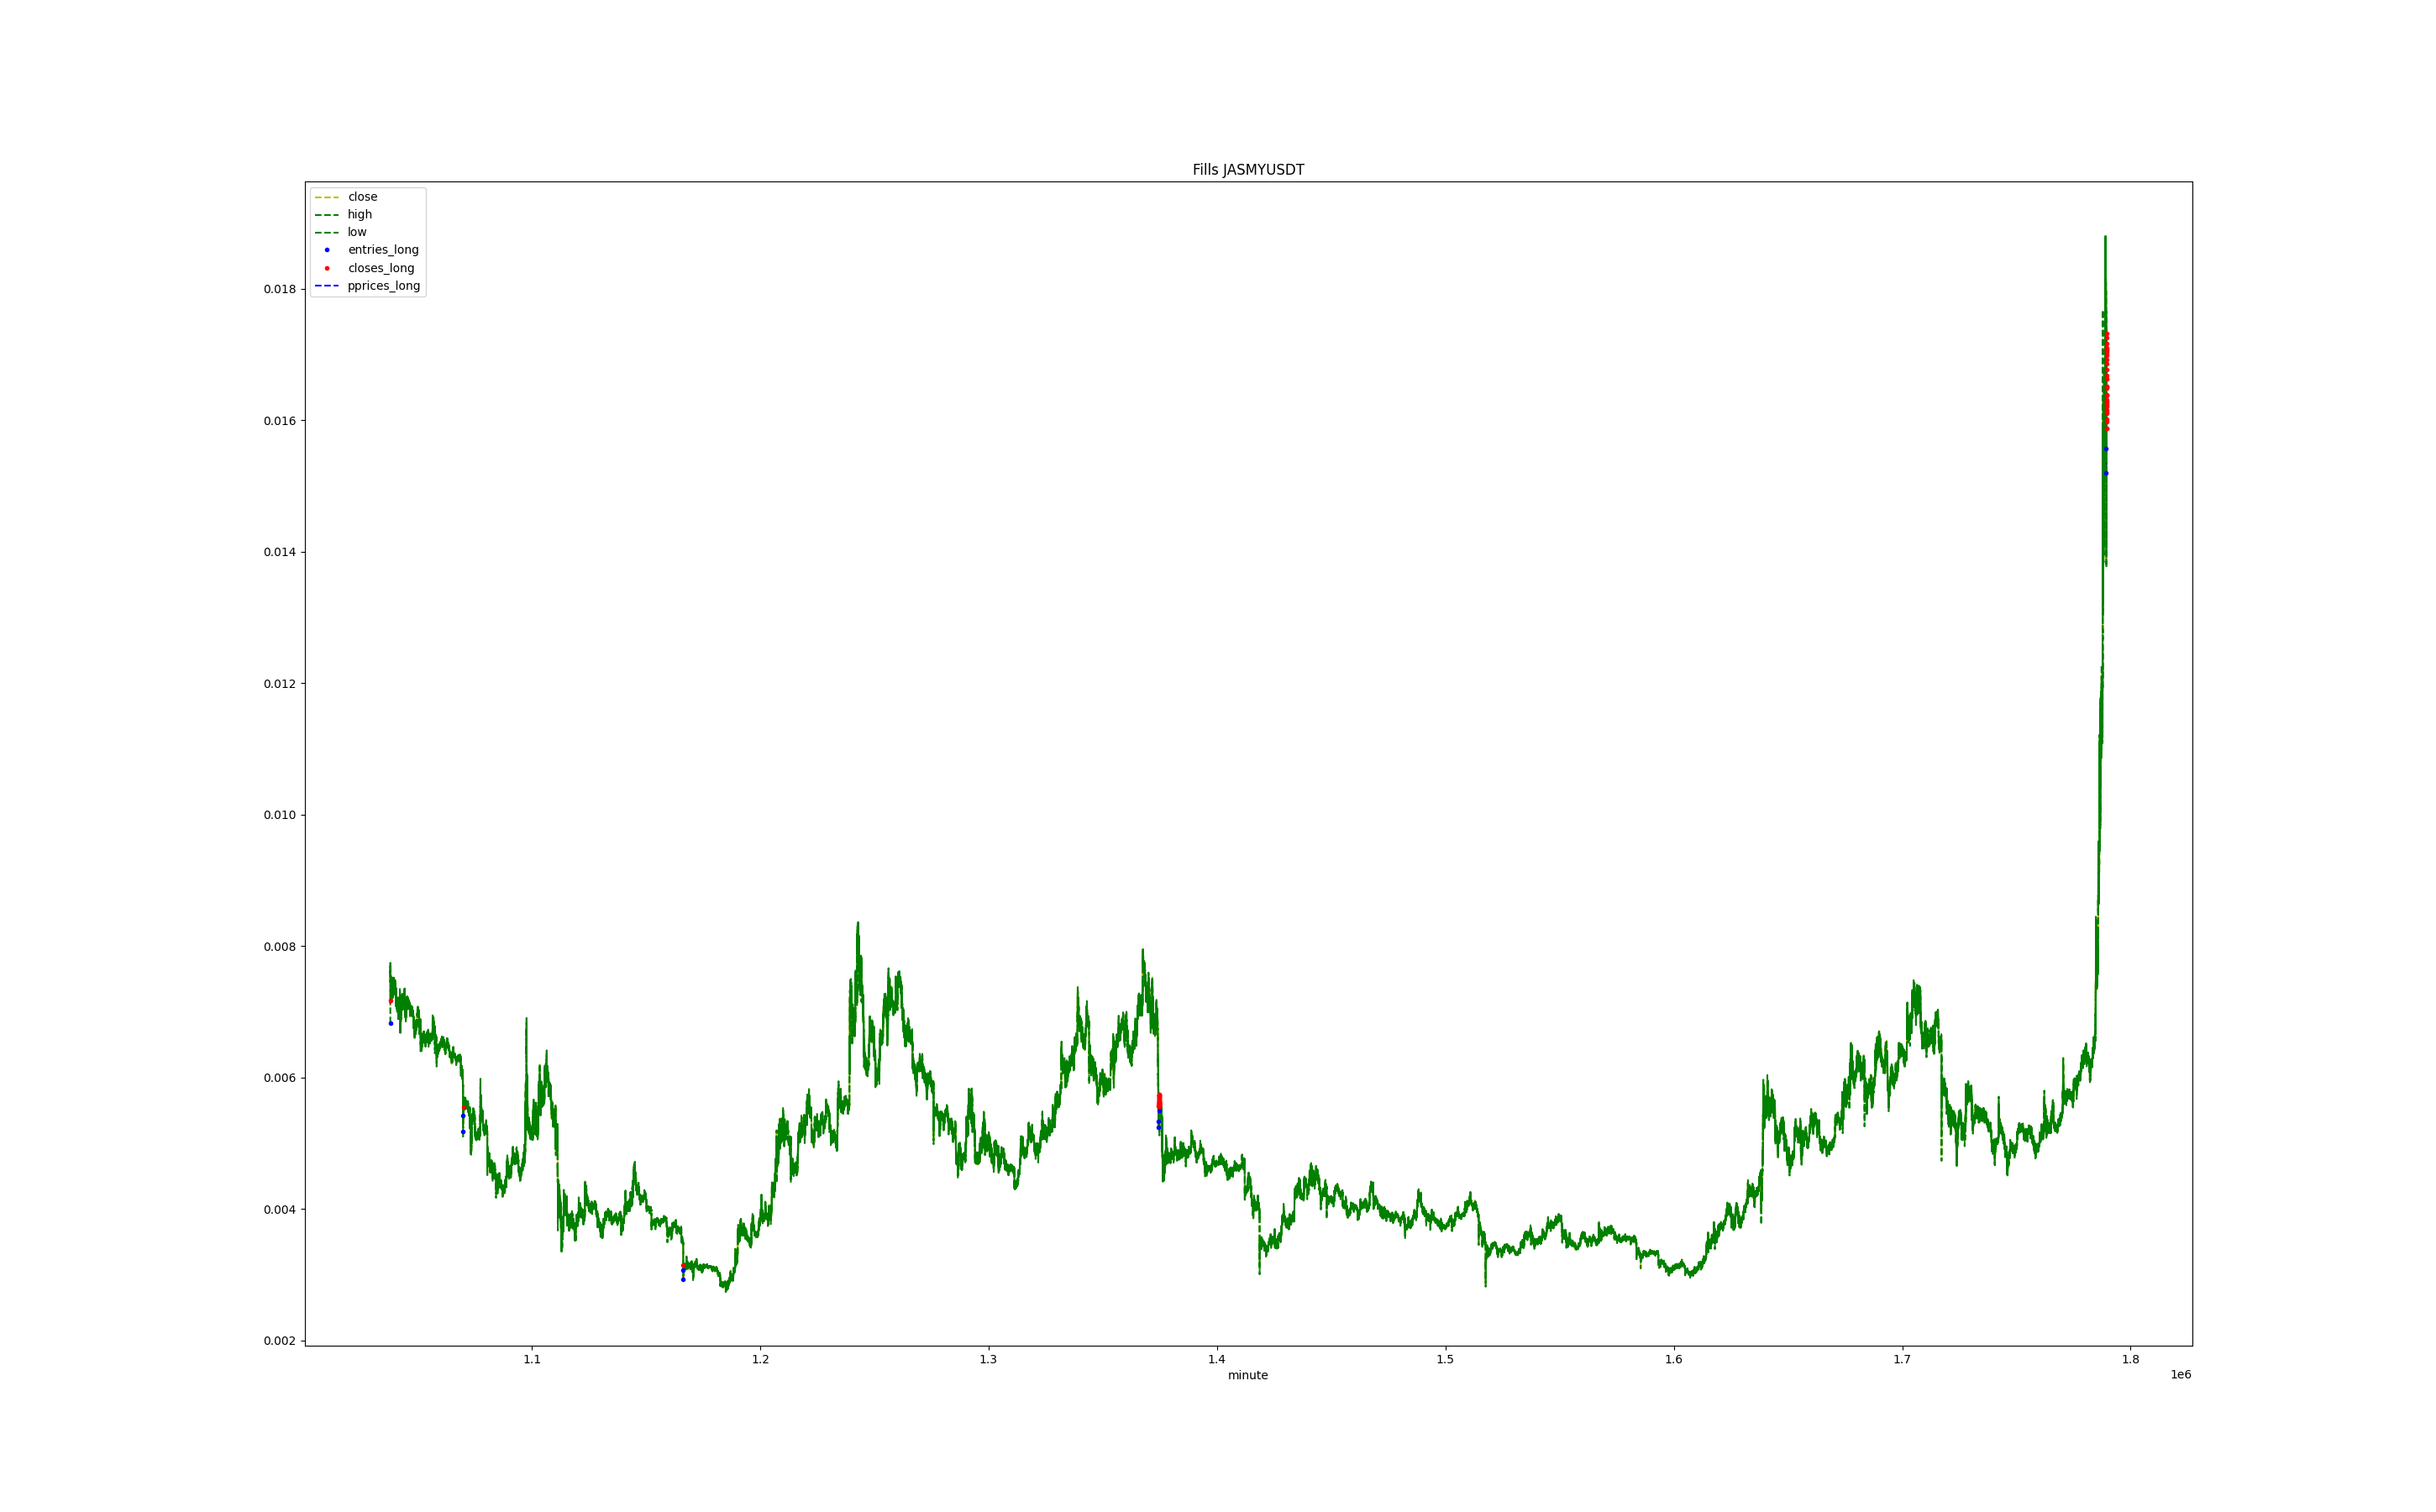 Fills JASMYUSDT
close
high
low
entries_long
closes_long
pprices_long
0.018
0.016
0.014
0.012
0.010
0.008
0.006
0.004
0.002
1.1 1.2 1.3 1.4 1.5 1.6 1.7 1.8
minute 1e6